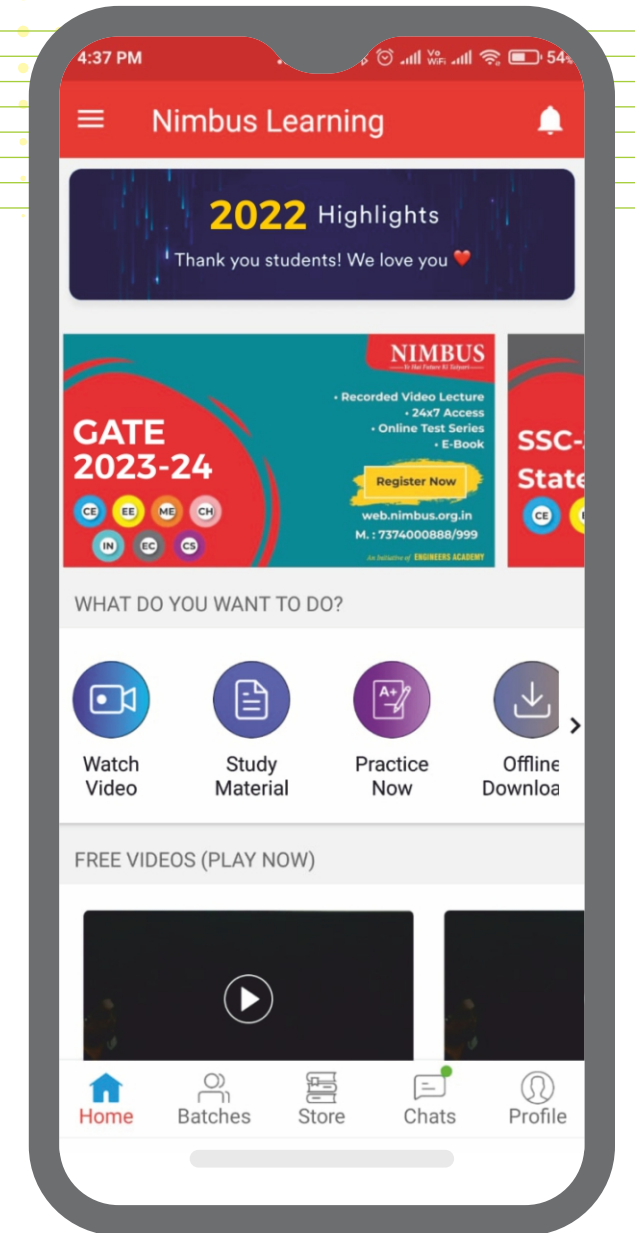 4:37 PM
Vo
WiFi
54%
Nimbus Learning
2022 Highlights
Thank you students! We love you ❤
NIMBUS
• Recorded Video Lecture
• 24x7 Access
• Online Test Series
• E-Book
GATE
2023-24
Register Now
CE EE ME CH
IN EC CS
web.nimbus.org.in
M. : 7374000888/999
An Initiative of ENGINEERS ACADEMY
SSC-
State
CE
WHAT DO YOU WANT TO DO?
A+
Watch
Video
Study
Material
Practice
Now
Offline
Downloa
FREE VIDEOS (PLAY NOW)
Home
Batches
Store
Chats
Profile